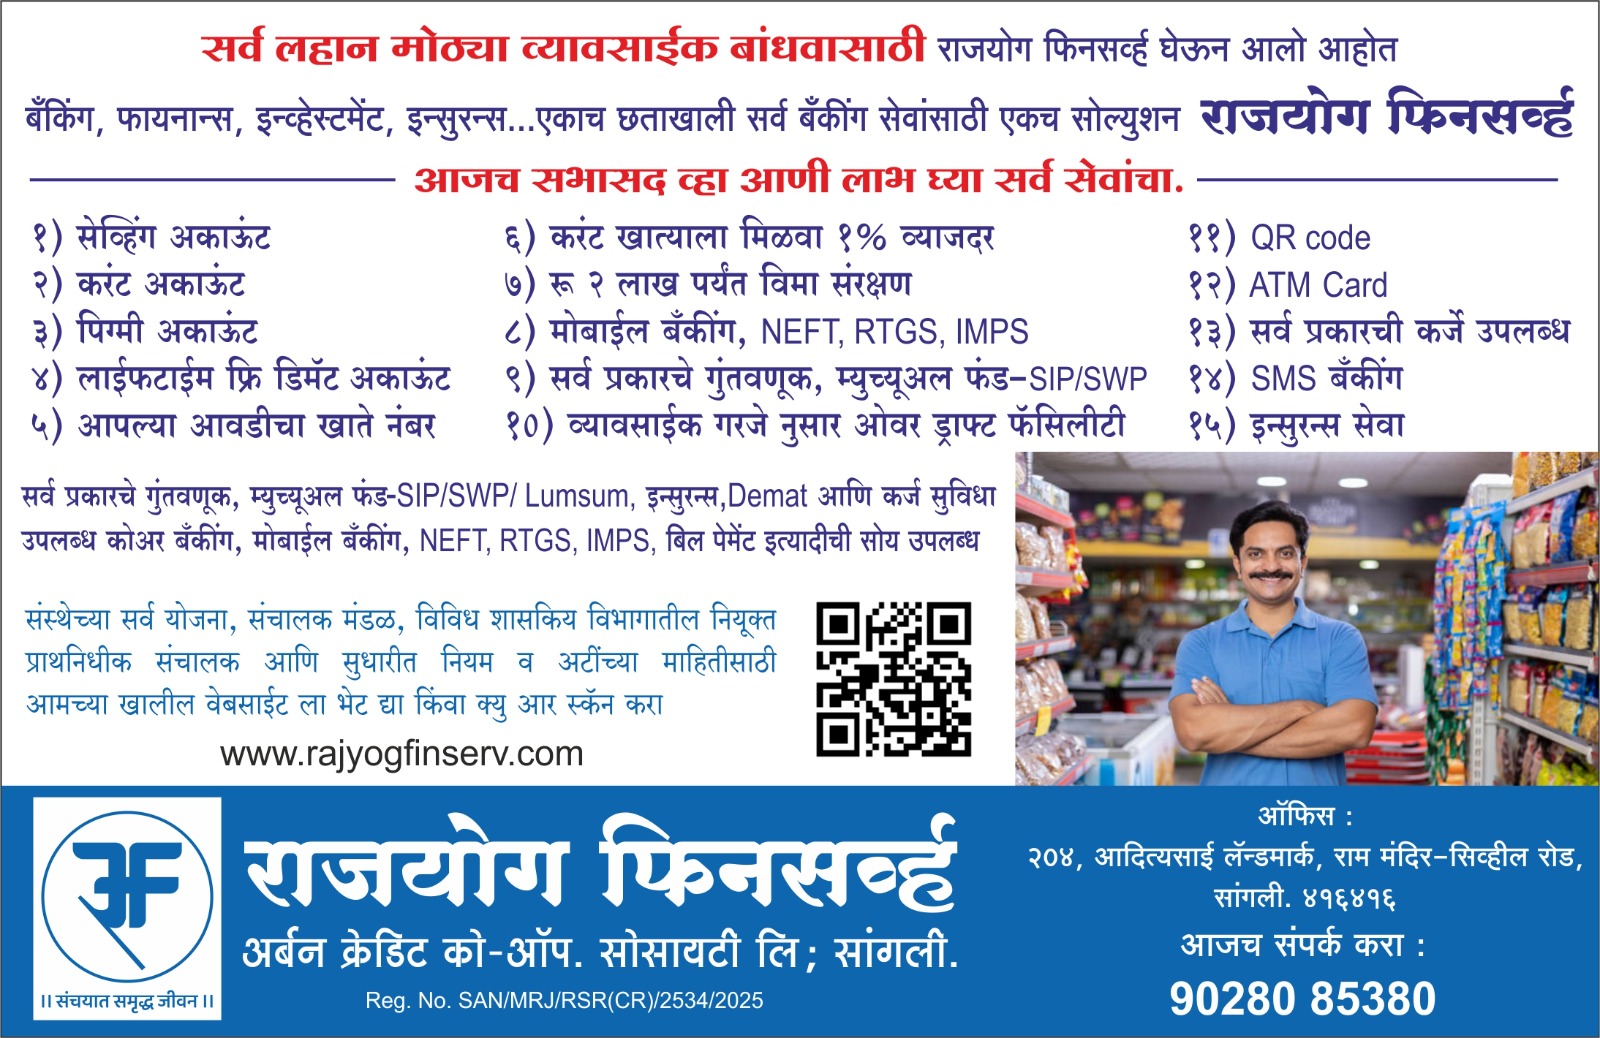 सर्व लहान मोठ्या व्यावसाईक बांधवासाठी राजयोग फिनसर्व्ह घेऊन आलो आहोत
बँकिंग, फायनान्स, इन्व्हेस्टमेंट, इन्सुरन्स...एकाच छताखाली सर्व बँकींग सेवांसाठी एकच सोल्युशन राजयोग फिनसर्व्ह
आजच सभासद व्हा आणी लाभ घ्या सर्व सेवांचा.
१) सेव्हिंग अकाऊंट
२) करंट अकाऊंट
३) पिग्मी अकाऊंट
४) लाईफटाईम फ्रि डिमॅट अकाऊंट
५) आपल्या आवडीचा खाते नंबर
६) करंट खात्याला मिळवा १% व्याजदर
७) रू २ लाख पर्यंत विमा संरक्षण
८) मोबाईल बँकींग, NEFT, RTGS, IMPS
९) सर्व प्रकारचे गुंतवणूक, म्युच्यूअल फंड-SIP/SWP
१०) व्यावसाईक गरजे नुसार ओवर ड्राफ्ट फॅसिलीटी
११) QR code
१२) ATM Card
१३) सर्व प्रकारची कर्जे उपलब्ध
१४) SMS बँकींग
१५) इन्सुरन्स सेवा
सर्व प्रकारचे गुंतवणूक, म्युच्यूअल फंड-SIP/SWP/ Lumsum, इन्सुरन्स,Demat आणि कर्ज सुविधा
उपलब्ध कोअर बँकींग, मोबाईल बँकींग, NEFT, RTGS, IMPS, बिल पेमेंट इत्यादीची सोय उपलब्ध
संस्थेच्या सर्व योजना, संचालक मंडळ, विविध शासकिय विभागातील नियूक्त
प्राथनिधीक संचालक आणि सुधारीत नियम व अटींच्या माहितीसाठी
आमच्या खालील वेबसाईट ला भेट द्या किंवा क्यु आर स्कॅन करा
www.rajyogfinserv.com
॥ संचयात समृद्ध जीवन ॥
राजयोग फिनसर्व्ह
अर्बन क्रेडिट को-ऑप. सोसायटी लि; सांगली.
Reg. No. SAN/MRJ/RSR(CR)/2534/2025
ऑफिस :
२०४, आदित्यसाई लॅन्डमार्क, राम मंदिर-सिव्हील रोड,
सांगली. ४१६४१६
आजच संपर्क करा :
90280 85380